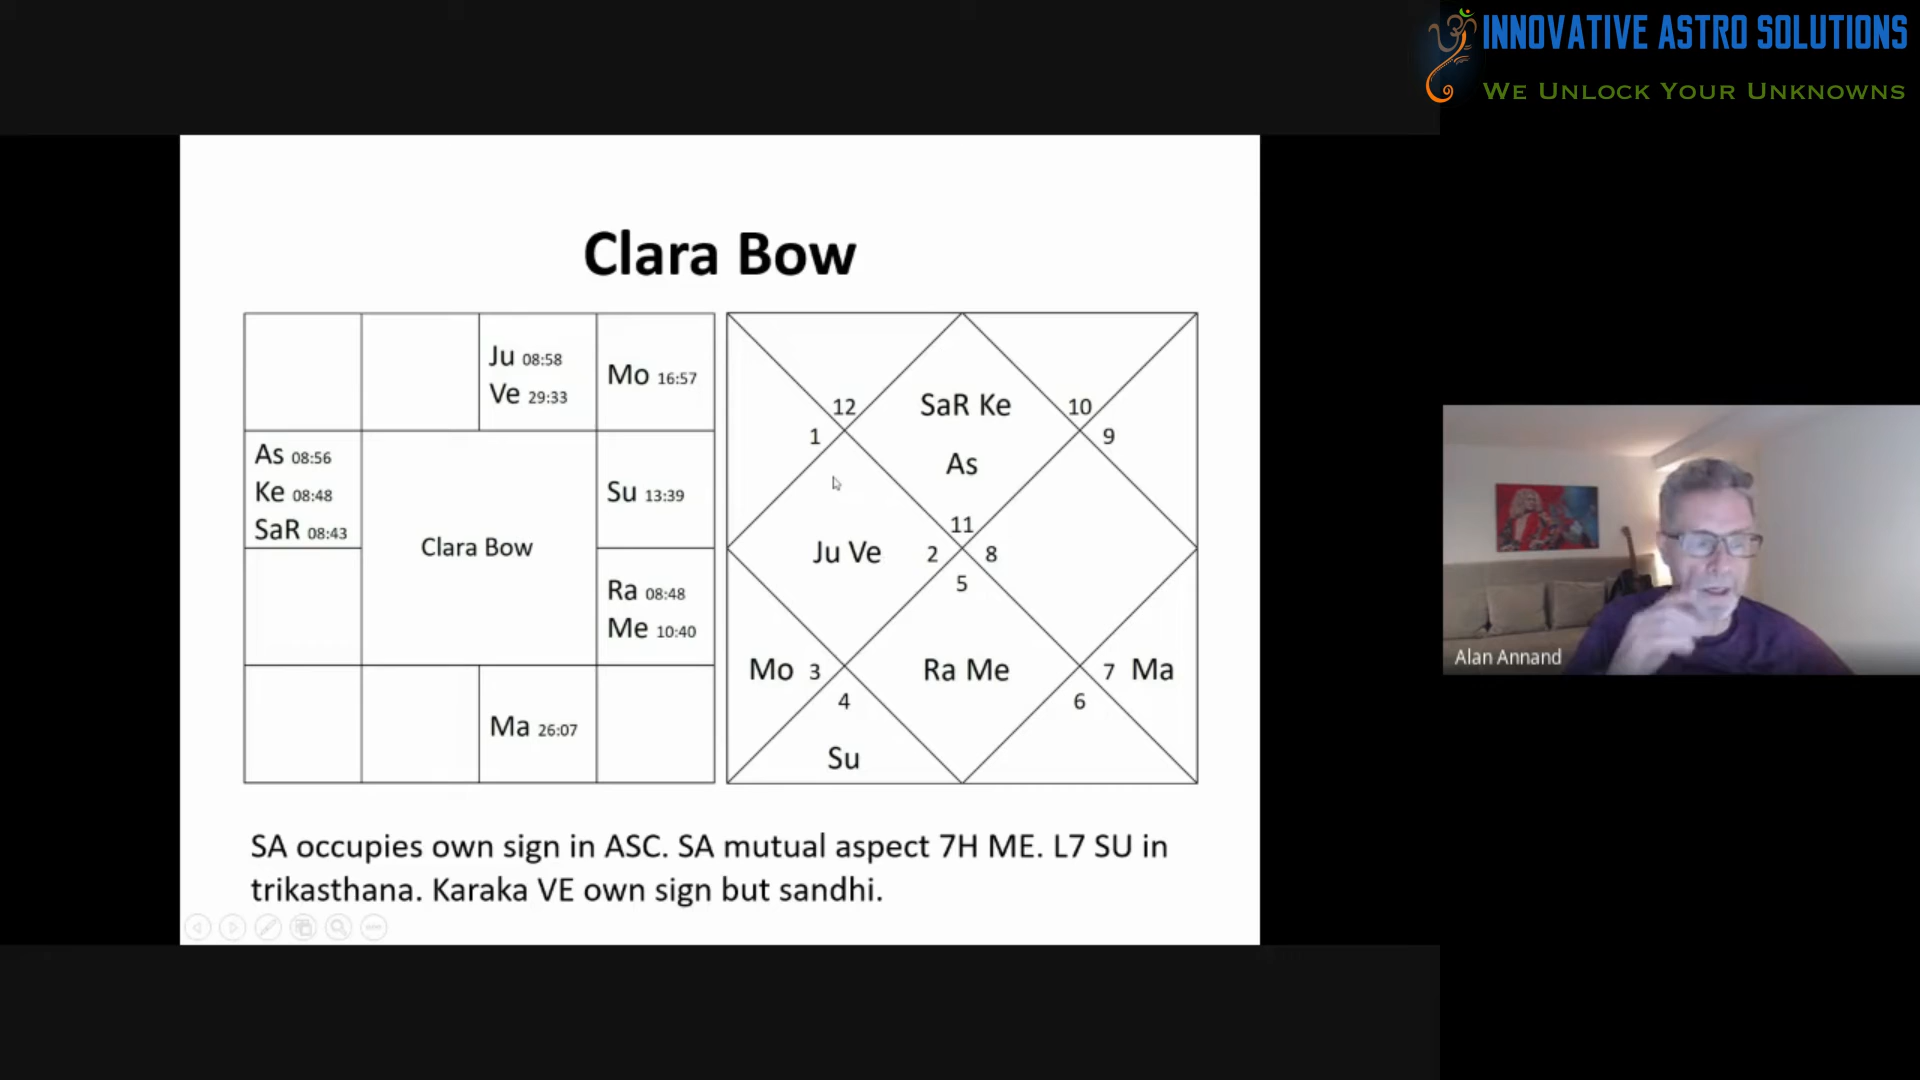 INNOVATIVE ASTRO SOLUTIONS
WE UNLOCK YOUR UNKNOWNS
Clara Bow
Ju 08:58
Ve 29:33
Mo 16:57
As 08:56
Ke 08:48
SaR 08:43
Su 13:39
Clara Bow
Ra 08:48
Me 10:40
Ma 26:07
12
SaR Ke
10
1
9
As
11
Ju Ve
2
8
5
Mo
3
Ra Me
7
Ma
4
6
Su
SA occupies own sign in ASC. SA mutual aspect 7H ME. L7 SU in
trikasthana. Karaka VE own sign but sandhi.
Alan Annand